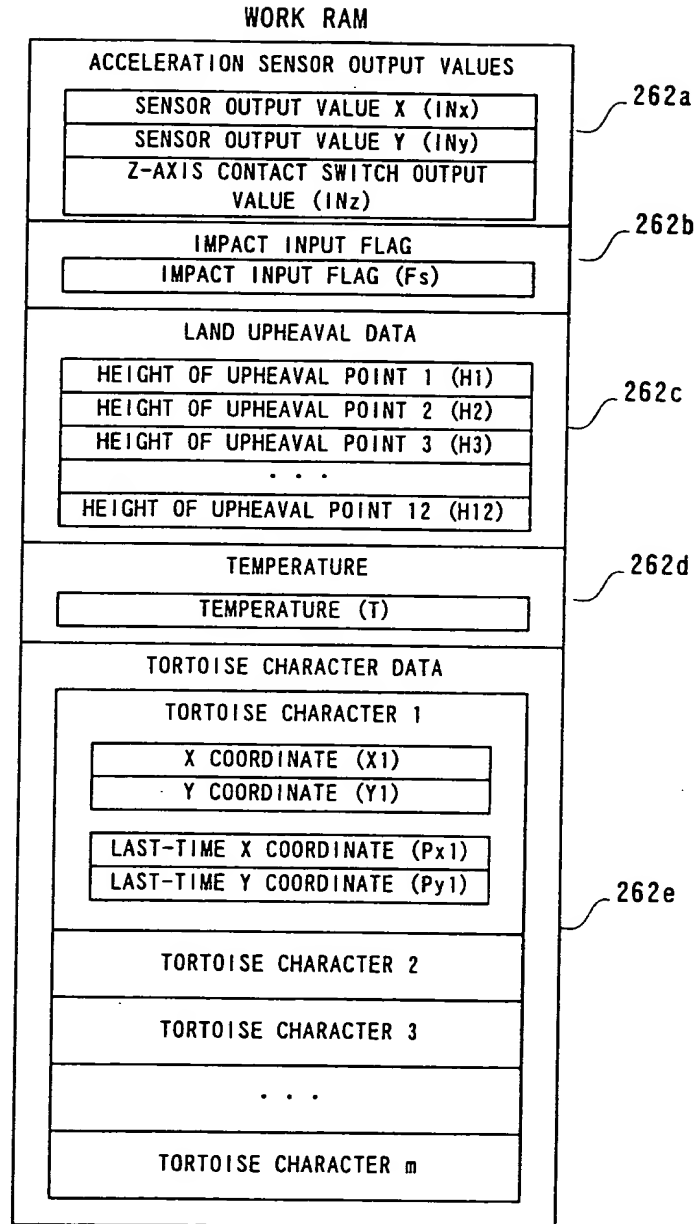 WORK RAM
ACCELERATION SENSOR OUTPUT VALUES
SENSOR OUTPUT VALUE X (INx)
SENSOR OUTPUT VALUE Y (INy)
Z-AXIS CONTACT SWITCH OUTPUT
VALUE (INz)
262a
IMPACT INPUT FLAG
IMPACT INPUT FLAG (Fs)
262b
LAND UPHEAVAL DATA
HEIGHT OF UPHEAVAL POINT 1 (H1)
HEIGHT OF UPHEAVAL POINT 2 (H2)
HEIGHT OF UPHEAVAL POINT 3 (H3)
. . .
HEIGHT OF UPHEAVAL POINT 12 (H12)
262c
TEMPERATURE
TEMPERATURE (T)
262d
TORTOISE CHARACTER DATA
TORTOISE CHARACTER 1
X COORDINATE (X1)
Y COORDINATE (Y1)
LAST-TIME X COORDINATE (Px1)
LAST-TIME Y COORDINATE (Py1)
262e
TORTOISE CHARACTER 2
TORTOISE CHARACTER 3
. . .
TORTOISE CHARACTER m